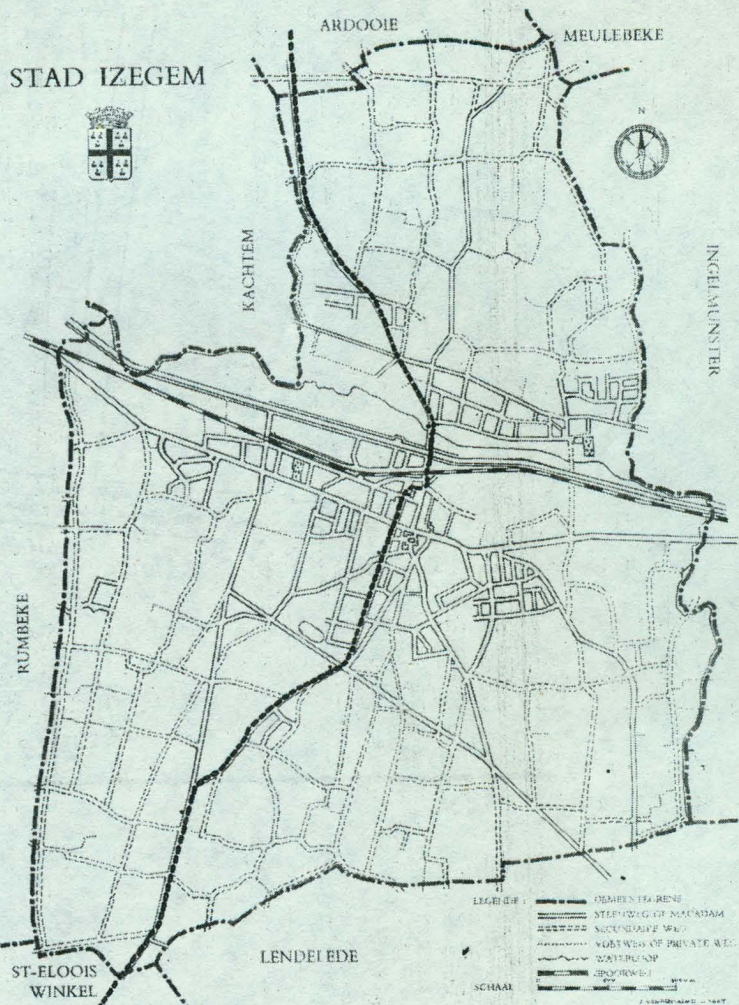 ARDOOIE
MEULEBEKE
STAD IZEGEM
N
KACHTEM
INGELMUNSTER
RUMBEKE
LEGENDE :
GEMEENTEGRENS
STEENWEG OF MACADAM
SECUNDAIRE WEG
VOETWEG OF PRIVATE WEG
WATERLOOP
SPOORWEG
LENDELEDE
ST-ELOOIS
WINKEL
SCHAAL